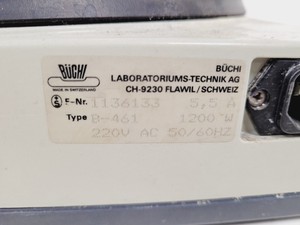 BÜCHI
MADE IN SWITZERLAND
BÜCHI
LABORATORIUMS-TECHNIK AG
CH-9230 FLAWIL/SCHWEIZ
F-Nr. 1136133 5,5 A
Type B-461 1200 W
220V AC 50/60HZ